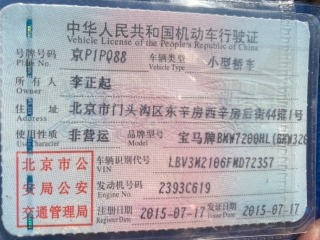 中华人民共和国机动车行驶证
Vehicle License of the People's Republic of China
号牌号码 京P1PQ88 车辆类型 小型轿车
Plate No. Vehicle Type
所有人 李正起
Owner
住址 北京市门头沟区东辛房西辛房后街44排1号
Address
使用性质 非营运 品牌型号 宝马牌BMW7200HL(BMW326
Use Character Model
北京市公安局公安交通管理局
车辆识别代号 LBV3M2106FMD72357
VIN
发动机号码 2393C619
Engine No.
注册日期 2015-07-17 发证日期 2015-07-17
Register Date Issue Date